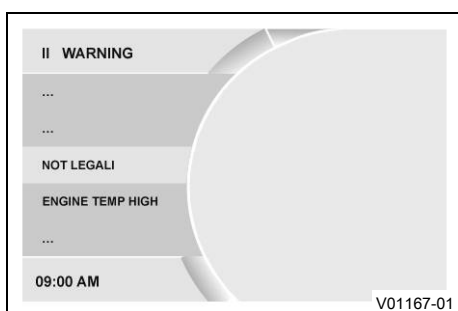 II WARNING
...
...
NOT LEGALI
ENGINE TEMP HIGH
...
09:00 AM
V01167-01